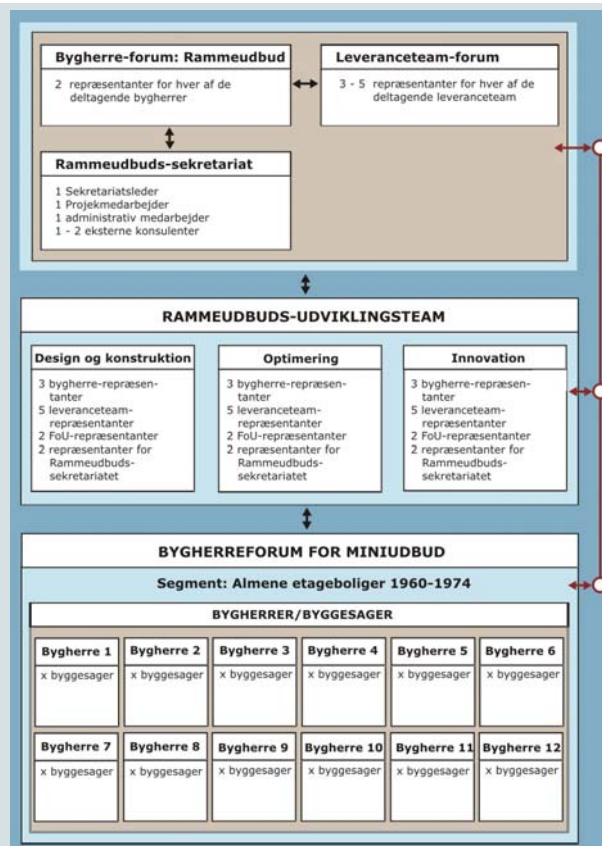 Bygherre-forum: Rammeudbud
2 repræsentanter for hver af de
deltagende bygherrer
Leveranceteam-forum
3 - 5 repræsentanter for hver af de
deltagende leveranceteam
Rammeudbuds-sekretariat
1 Sekretariatsleder
1 Projekmedarbejder
1 administrativ medarbejder
1 - 2 eksterne konsulenter
RAMMEUDBUDS-UDVIKLINGSTEAM
Design og konstruktion
3 bygherre-repræsen-
tanter
5 leveranceteam-
repræsentanter
2 FoU-repræsentanter
2 repræsentanter for
Rammeudbuds-
sekretariatet
Optimering
3 bygherre-repræsen-
tanter
5 leveranceteam-
repræsentanter
2 FoU-repræsentanter
2 repræsentanter for
Rammeudbuds-
sekretariatet
Innovation
3 bygherre-repræsen-
tanter
5 leveranceteam-
repræsentanter
2 FoU-repræsentanter
2 repræsentanter for
Rammeudbuds-
sekretariatet
BYGHERREFORUM FOR MINIUDBUD
Segment: Almene etageboliger 1960-1974
BYGHERRER/BYGGESAGER
Bygherre 1
x byggesager
Bygherre 2
x byggesager
Bygherre 3
x byggesager
Bygherre 4
x byggesager
Bygherre 5
x byggesager
Bygherre 6
x byggesager
Bygherre 7
x byggesager
Bygherre 8
x byggesager
Bygherre 9
x byggesager
Bygherre 10
x byggesager
Bygherre 11
x byggesager
Bygherre 12
x byggesager